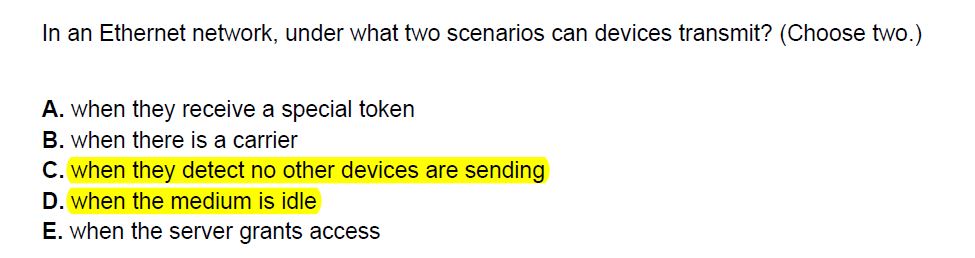 In an Ethernet network, under what two scenarios can devices transmit? (Choose two.)
A. when they receive a special token
B. when there is a carrier
C. when they detect no other devices are sending
D. when the medium is idle
E. when the server grants access